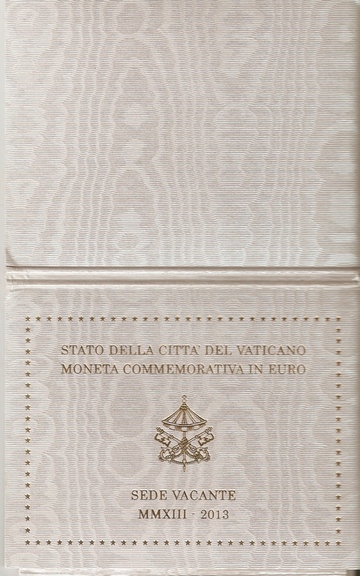 STATO DELLA CITTA' DEL VATICANO
MONETA COMMEMORATIVA IN EURO
SEDE VACANTE
MMXIII - 2013